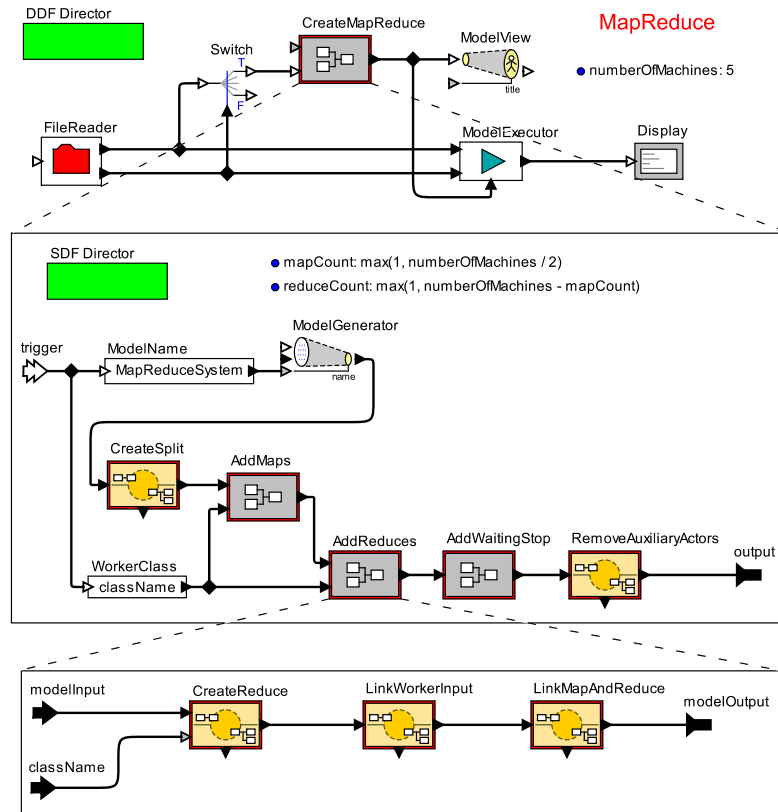 DDF Director
CreateMapReduce
MapReduce
Switch
T
F
ModelView
title
numberOfMachines: 5
FileReader
ModelExecutor
Display
SDF Director
mapCount: max(1, numberOfMachines / 2)
reduceCount: max(1, numberOfMachines - mapCount)
trigger
ModelName
MapReduceSystem
ModelGenerator
name
CreateSplit
AddMaps
WorkerClass
className
AddReduces
AddWaitingStop
RemoveAuxiliaryActors
output
modelInput
className
CreateReduce
LinkWorkerInput
LinkMapAndReduce
modelOutput